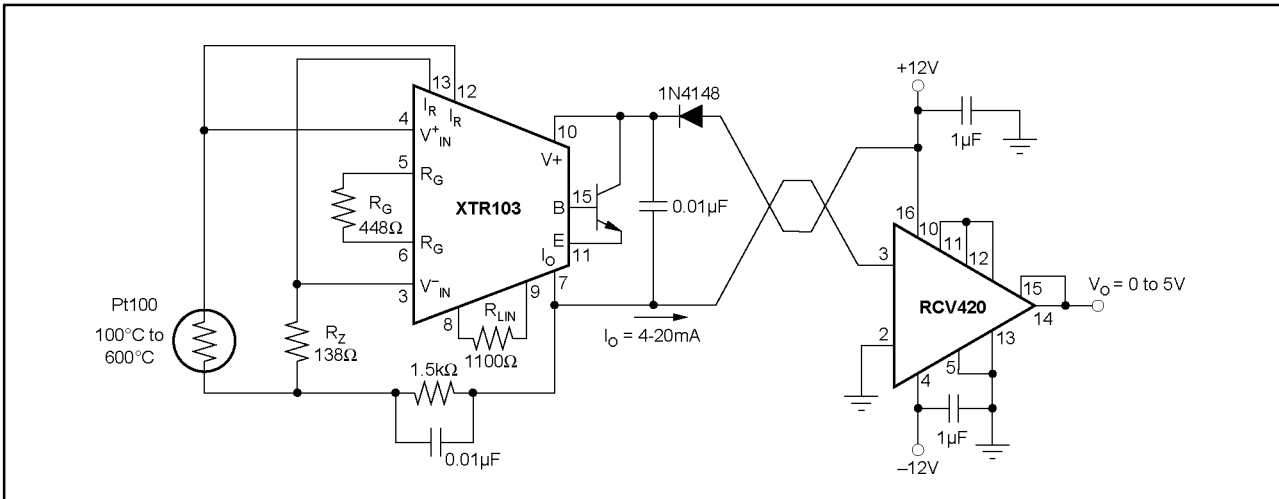 13
12
I_R
I_R
4
V⁺_IN
5
R_G
R_G
448Ω
R_G
6
V⁻_IN
3
XTR103
10
V+
B
15
E
11
I_O
7
9
8
R_LIN
1100Ω
1N4148
0.01µF
I_O = 4-20mA
Pt100
100°C to
600°C
R_Z
138Ω
1.5kΩ
0.01µF
+12V
1µF
16
10
11
12
3
2
RCV420
15
14
13
5
4
V_O = 0 to 5V
1µF
–12V